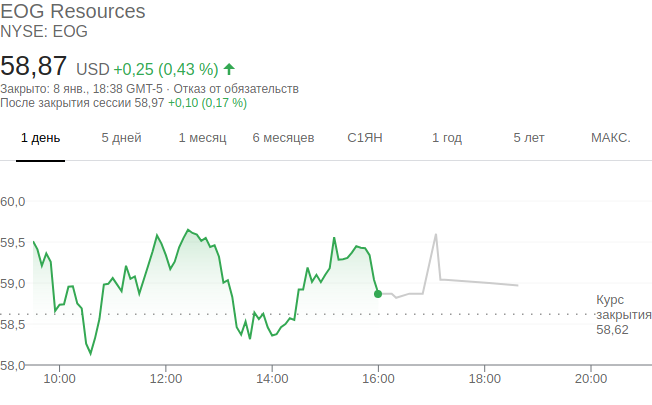 EOG Resources
NYSE: EOG
58,87 USD +0,25 (0,43 %)
Закрыто: 8 янв., 18:38 GMT-5 · Отказ от обязательств
После закрытия сессии 58,97 +0,10 (0,17 %)
1 день 5 дней 1 месяц 6 месяцев С1ЯН 1 год 5 лет МАКС.
60,0
59,5
59,0
58,5
58,0
Курс
закрытия
58,62
10:00 12:00 14:00 16:00 18:00 20:00